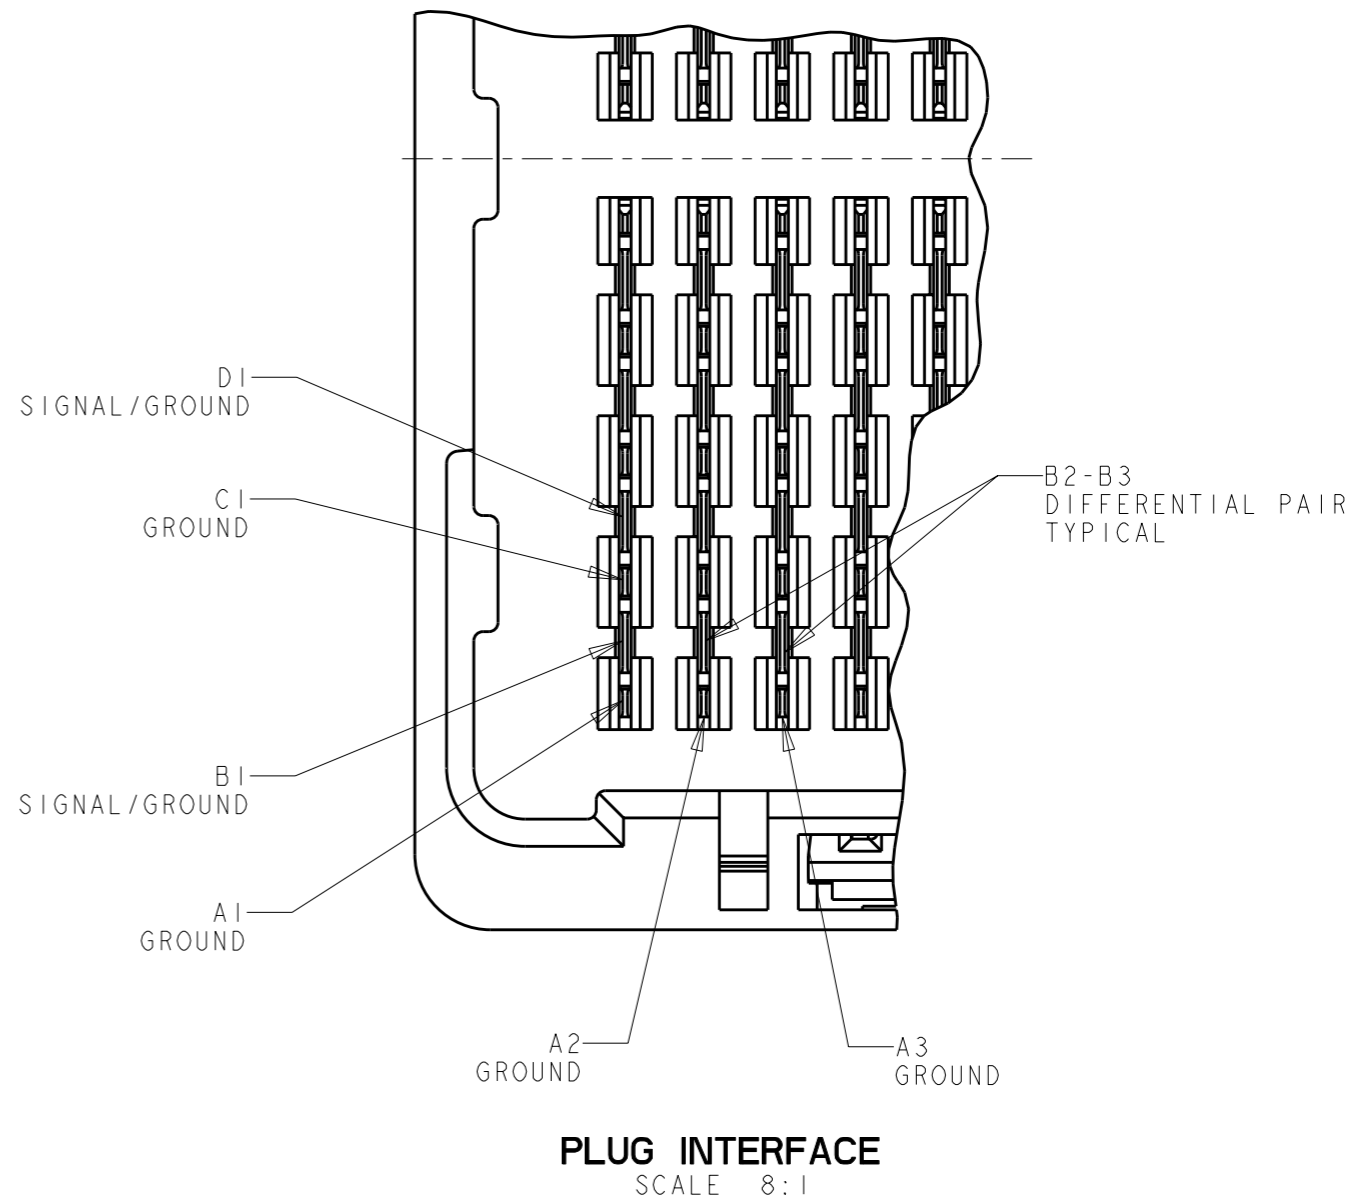 D1
SIGNAL/GROUND
C1
GROUND
B2-B3
DIFFERENTIAL PAIR
TYPICAL
B1
SIGNAL/GROUND
A1
GROUND
A2
GROUND
A3
GROUND
PLUG INTERFACE
SCALE 8:1